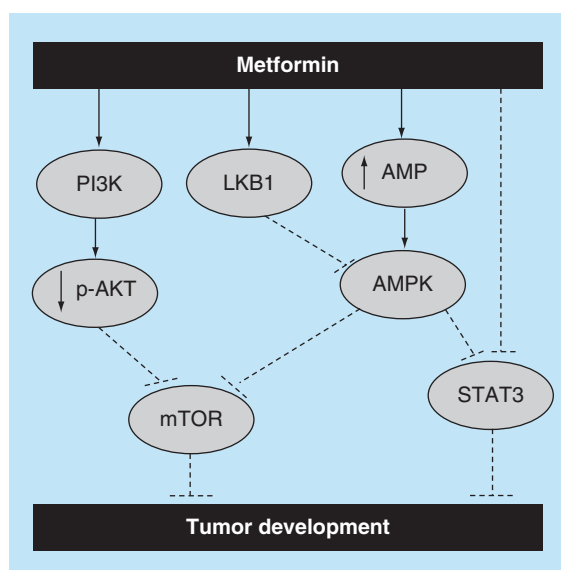 Metformin
PI3K
LKB1
AMP
p-AKT
AMPK
mTOR
STAT3
Tumor development